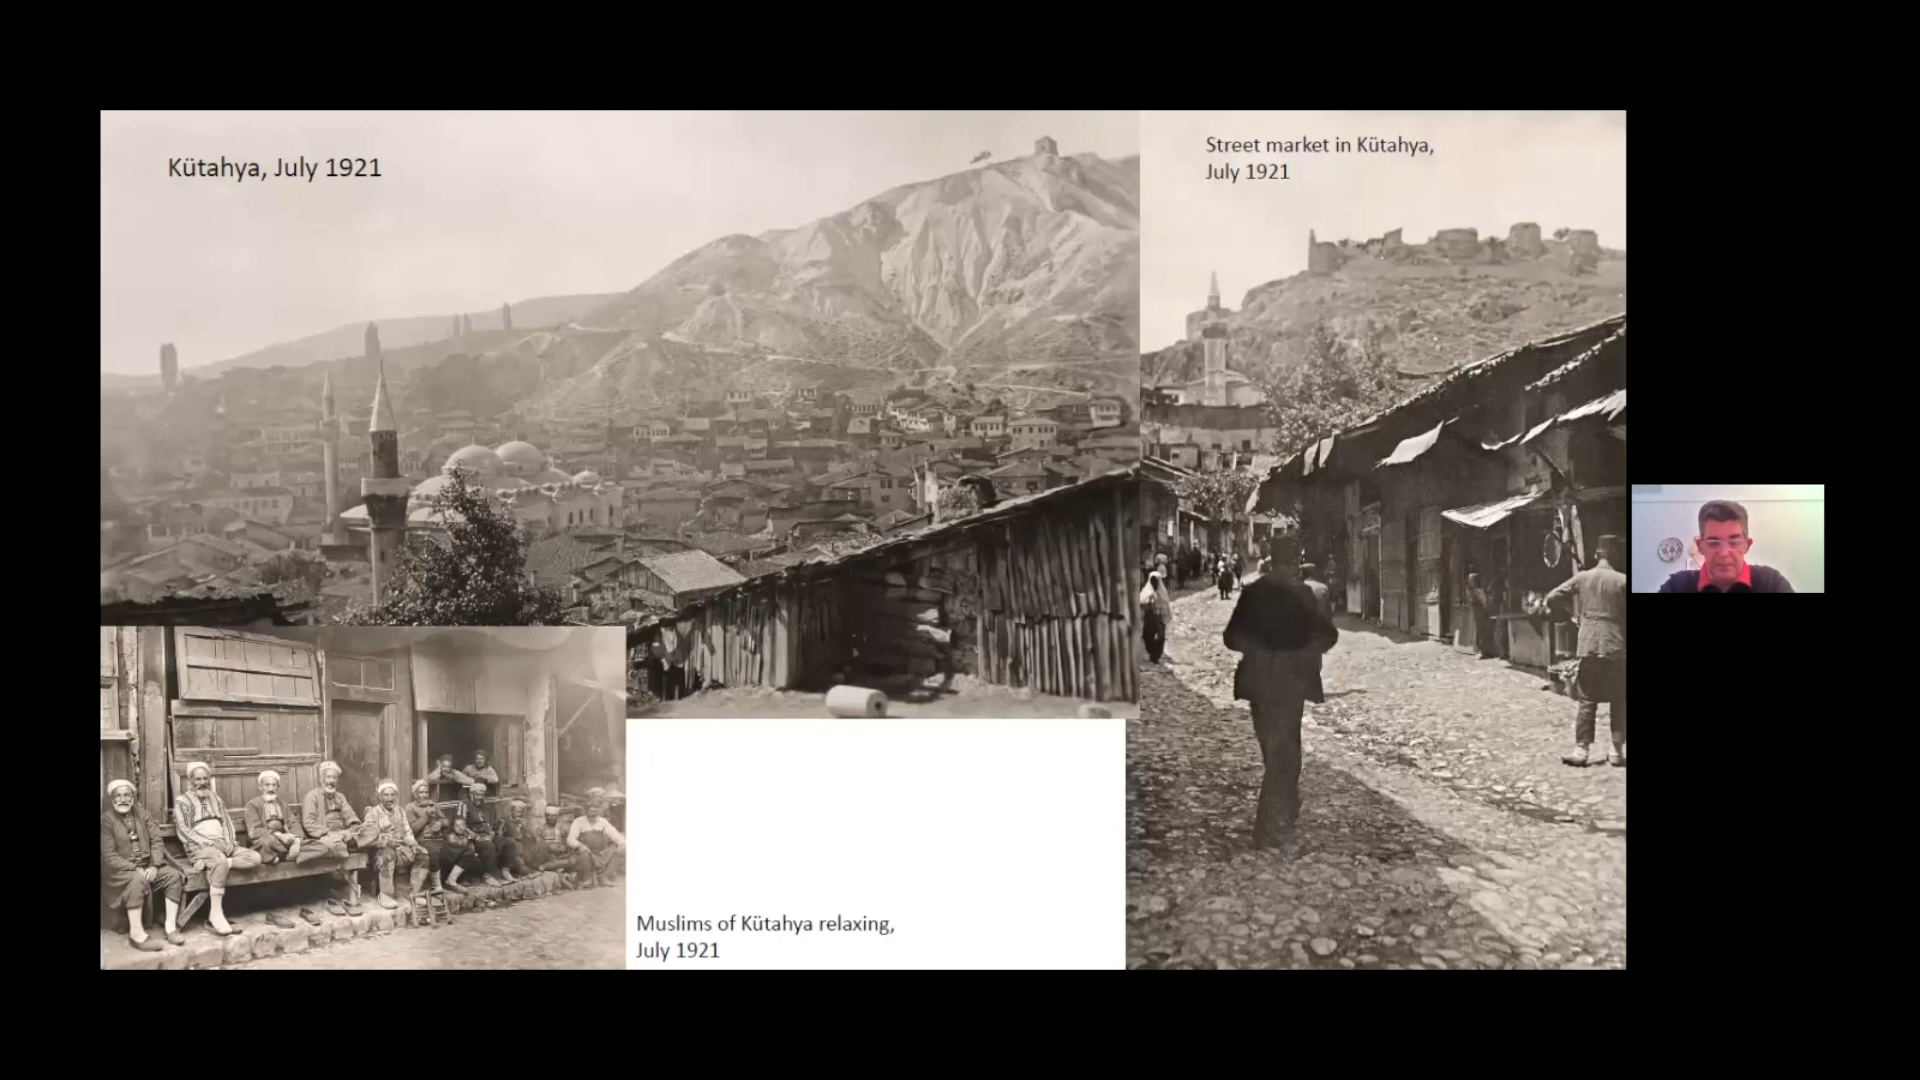 Kütahya, July 1921
Street market in Kütahya,
July 1921
Muslims of Kütahya relaxing,
July 1921